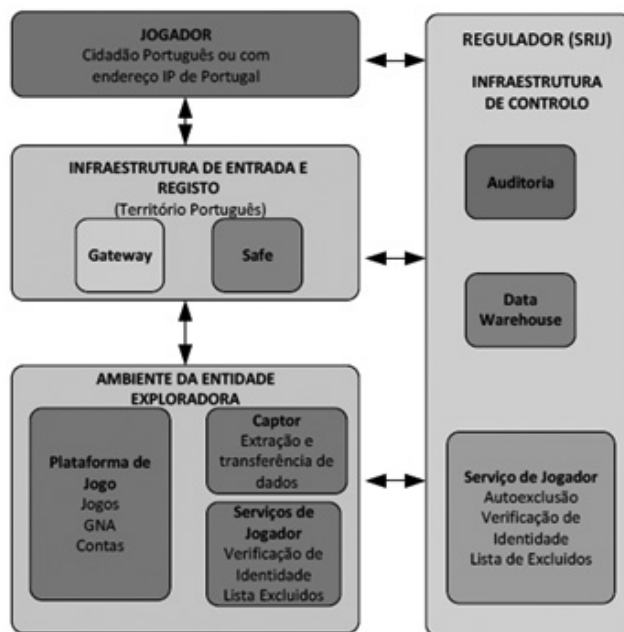 JOGADOR
Cidadão Português ou com
endereço IP de Portugal
INFRAESTRUTURA DE ENTRADA E
REGISTO
(Território Português)
Gateway
Safe
AMBIENTE DA ENTIDADE
EXPLORADORA
Plataforma de
Jogo
Jogos
GNA
Contas
Captor
Extração e
transferência de
dados
Serviços de
Jogador
Verificação de
Identidade
Lista Excluidos
REGULADOR (SRIJ)
INFRAESTRUTURA
DE CONTROLO
Auditoria
Data
Warehouse
Serviço de Jogador
Autoexclusão
Verificação de
Identidade
Lista de Excluidos